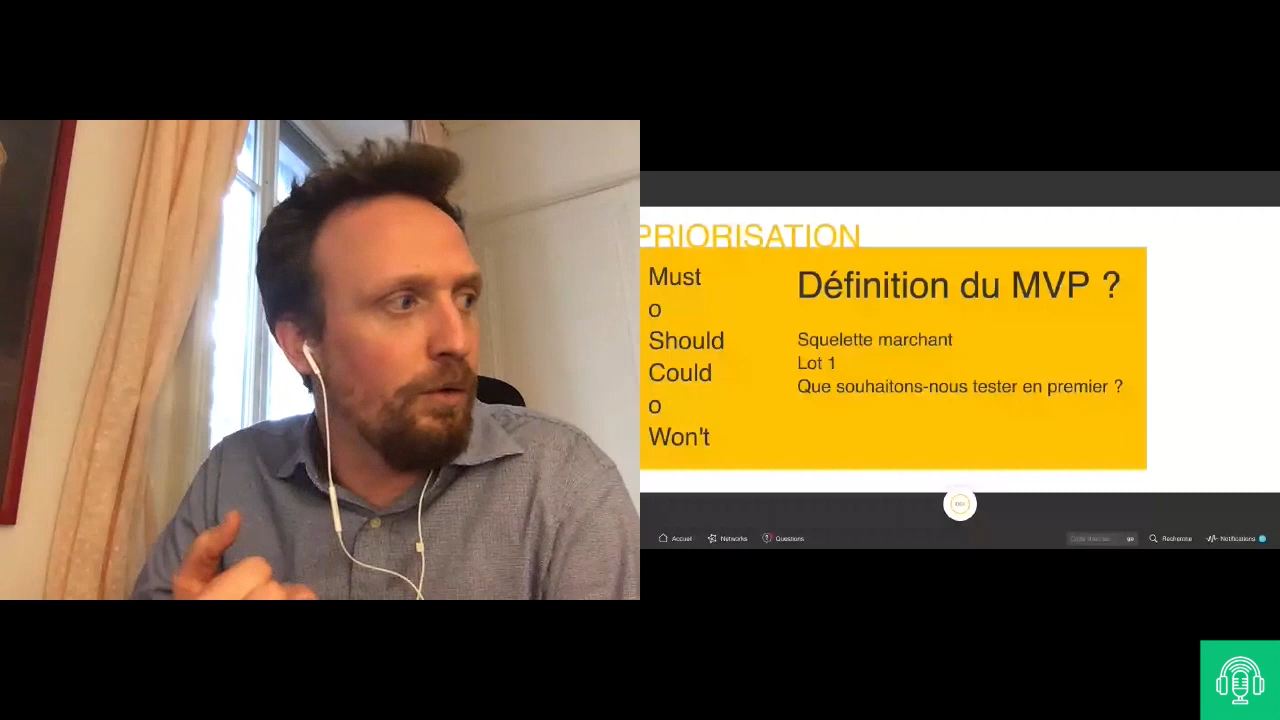 PRIORISATION
Must
o
Should
Could
o
Won't
Définition du MVP ?
Squelette marchant
Lot 1
Que souhaitons-nous tester en premier ?
Accueil
Networks
Questions
go
Recherche
Notifications